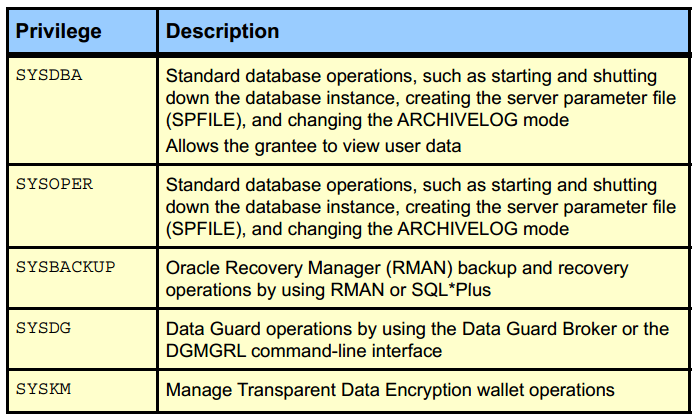 Privilege Description
SYSDBA Standard database operations, such as starting and shutting
down the database instance, creating the server parameter file
(SPFILE), and changing the ARCHIVELOG mode
Allows the grantee to view user data
SYSOPER Standard database operations, such as starting and shutting
down the database instance, creating the server parameter file
(SPFILE), and changing the ARCHIVELOG mode
SYSBACKUP Oracle Recovery Manager (RMAN) backup and recovery
operations by using RMAN or SQL*Plus
SYSDG Data Guard operations by using the Data Guard Broker or the
DGMGRL command-line interface
SYSKM Manage Transparent Data Encryption wallet operations